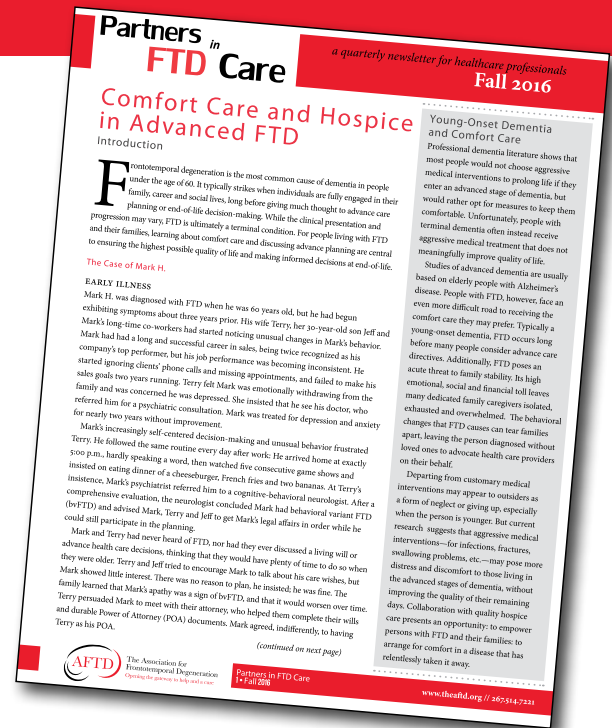 Partners in
FTD Care
a quarterly newsletter for healthcare professionals
Fall 2016
Comfort Care and Hospice
in Advanced FTD
Introduction
Frontotemporal degeneration is the most common cause of dementia in people
under the age of 60. It typically strikes when individuals are fully engaged in their
family, career and social lives, long before giving much thought to advance care
planning or end-of-life decision-making. While the clinical presentation and
progression may vary, FTD is ultimately a terminal condition. For people living with FTD
and their families, learning about comfort care and discussing advance planning are central
to ensuring the highest possible quality of life and making informed decisions at end-of-life.
The Case of Mark H.
EARLY ILLNESS
Mark H. was diagnosed with FTD when he was 60 years old, but he had begun
exhibiting symptoms about three years prior. His wife Terry, her 30-year-old son Jeff and
Mark's long-time co-workers had started noticing unusual changes in Mark's behavior.
Mark had had a long and successful career in sales, being twice recognized as his
company's top performer, but his job performance was becoming inconsistent. He
started ignoring clients' phone calls and missing appointments, and failed to make his
sales goals two years running. Terry felt Mark was emotionally withdrawing from the
family and was concerned he was depressed. She insisted that he see his doctor, who
referred him for a psychiatric consultation. Mark was treated for depression and anxiety
for nearly two years without improvement.
Mark's increasingly self-centered decision-making and unusual behavior frustrated
Terry. He followed the same routine every day after work: He arrived home at exactly
5:00 p.m., hardly speaking a word, then watched five consecutive game shows and
insisted on eating dinner of a cheeseburger, French fries and two bananas. At Terry's
insistence, Mark's psychiatrist referred him to a cognitive-behavioral neurologist. After a
comprehensive evaluation, the neurologist concluded Mark had behavioral variant FTD
(bvFTD) and advised Mark, Terry and Jeff to get Mark's legal affairs in order while he
could still participate in the planning.
Mark and Terry had never heard of FTD, nor had they ever discussed a living will or
advance health care decisions, thinking that they would have plenty of time to do so when
they were older. Terry and Jeff tried to encourage Mark to talk about his care wishes, but
Mark showed little interest. There was no reason to plan, he insisted; he was fine. The
family learned that Mark's apathy was a sign of bvFTD, and that it would worsen over time.
Terry persuaded Mark to meet with their attorney, who helped them complete their wills
and durable Power of Attorney (POA) documents. Mark agreed, indifferently, to having
Terry as his POA.
(continued on next page)
Young-Onset Dementia
and Comfort Care
Professional dementia literature shows that
most people would not choose aggressive
medical interventions to prolong life if they
enter an advanced stage of dementia, but
would rather opt for measures to keep them
comfortable. Unfortunately, people with
terminal dementia often instead receive
aggressive medical treatment that does not
meaningfully improve quality of life.
Studies of advanced dementia are usually
based on elderly people with Alzheimer's
disease. People with FTD, however, face an
even more difficult road to receiving the
comfort care they may prefer. Typically a
young-onset dementia, FTD occurs long
before many people consider advance care
directives. Additionally, FTD poses an
acute threat to family stability. Its high
emotional, social and financial toll leaves
many dedicated family caregivers isolated,
exhausted and overwhelmed. The behavioral
changes that FTD causes can tear families
apart, leaving the person diagnosed without
loved ones to advocate health care providers
on their behalf.
Departing from customary medical
interventions may appear to outsiders as
a form of neglect or giving up, especially
when the person is younger. But current
research suggests that aggressive medical
interventions—for infections, fractures,
swallowing problems, etc.—may pose more
distress and discomfort to those living in
the advanced stages of dementia, without
improving the quality of their remaining
days. Collaboration with quality hospice
care presents an opportunity: to empower
persons with FTD and their families: to
arrange for comfort in a disease that has
relentlessly taken it away.
AFTD
The Association for
Frontotemporal Degeneration
Opening the gateway to help and a cure
Partners in FTD Care
1 • Fall 2016
www.theaftd.org // 267.514.7221